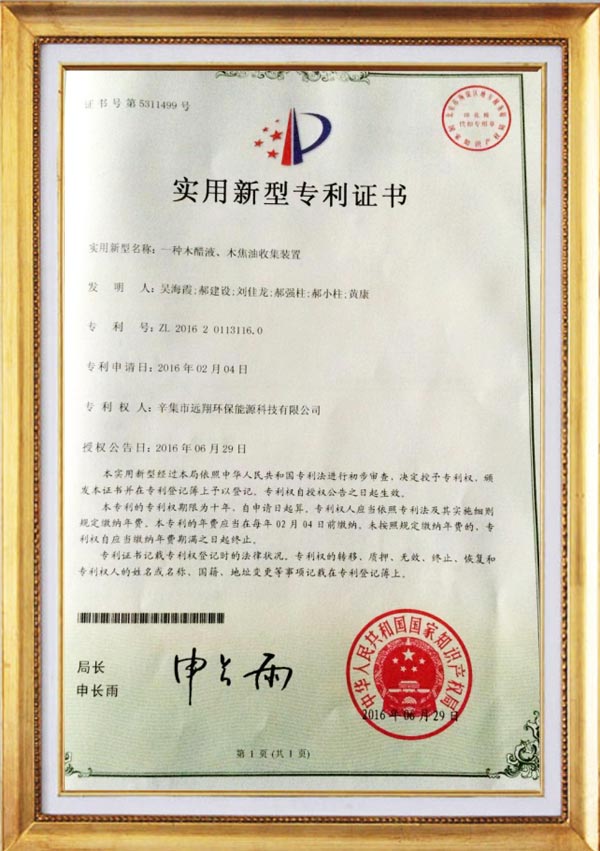 证书号第5311499号
实用新型专利证书
实用新型名称：一种木醋液、木焦油收集装置
发明人：吴海霞;郝建设;刘佳龙;郝强柱;郝小柱;黄康
专利号：ZL 2016 2 0113116.0
专利申请日：2016年02月04日
专利权人：辛集市远翔环保能源科技有限公司
授权公告日：2016年06月29日
本实用新型经过本局依照中华人民共和国专利法进行初步审查，决定授予专利权，颁
发本证书并在专利登记簿上予以登记。专利权自授权公告之日起生效。
本专利的专利权期限为十年，自申请日起算。专利权人应当依照专利法及其实施细则
规定缴纳年费。本专利的年费应当在每年02月04日前缴纳。未按照规定缴纳年费的，专
利权自应当缴纳年费期满之日起终止。
专利证书记载专利权登记时的法律状况。专利权的转移、质押、无效、终止、恢复和
专利权人的姓名或名称、国籍、地址变更等事项记载在专利登记簿上。
局长
申长雨
申长雨
中华人民共和国国家知识产权局
2016年06月29日
第1页(共1页)